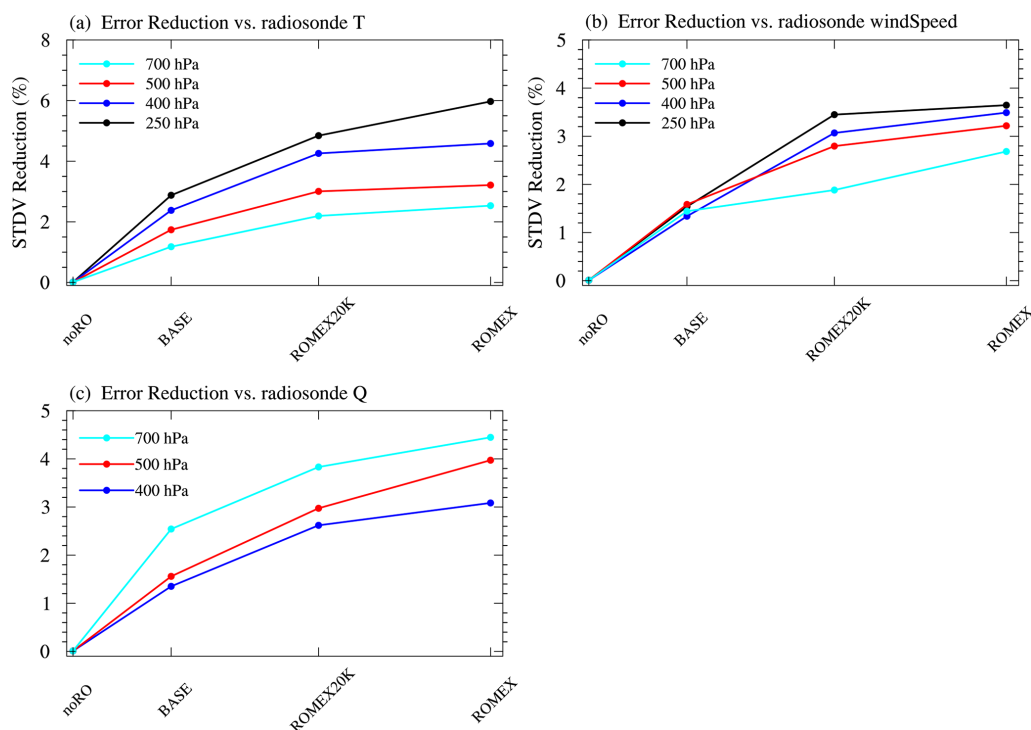 (a) Error Reduction vs. radiosonde T
STDV Reduction (%)
8
6
4
2
0
700 hPa
500 hPa
400 hPa
250 hPa
noRO
BASE
ROMEX20K
ROMEX
(b) Error Reduction vs. radiosonde windSpeed
STDV Reduction (%)
5
4
3
2
1
0
700 hPa
500 hPa
400 hPa
250 hPa
noRO
BASE
ROMEX20K
ROMEX
(c) Error Reduction vs. radiosonde Q
5
4
3
2
1
0
700 hPa
500 hPa
400 hPa
noRO
BASE
ROMEX20K
ROMEX